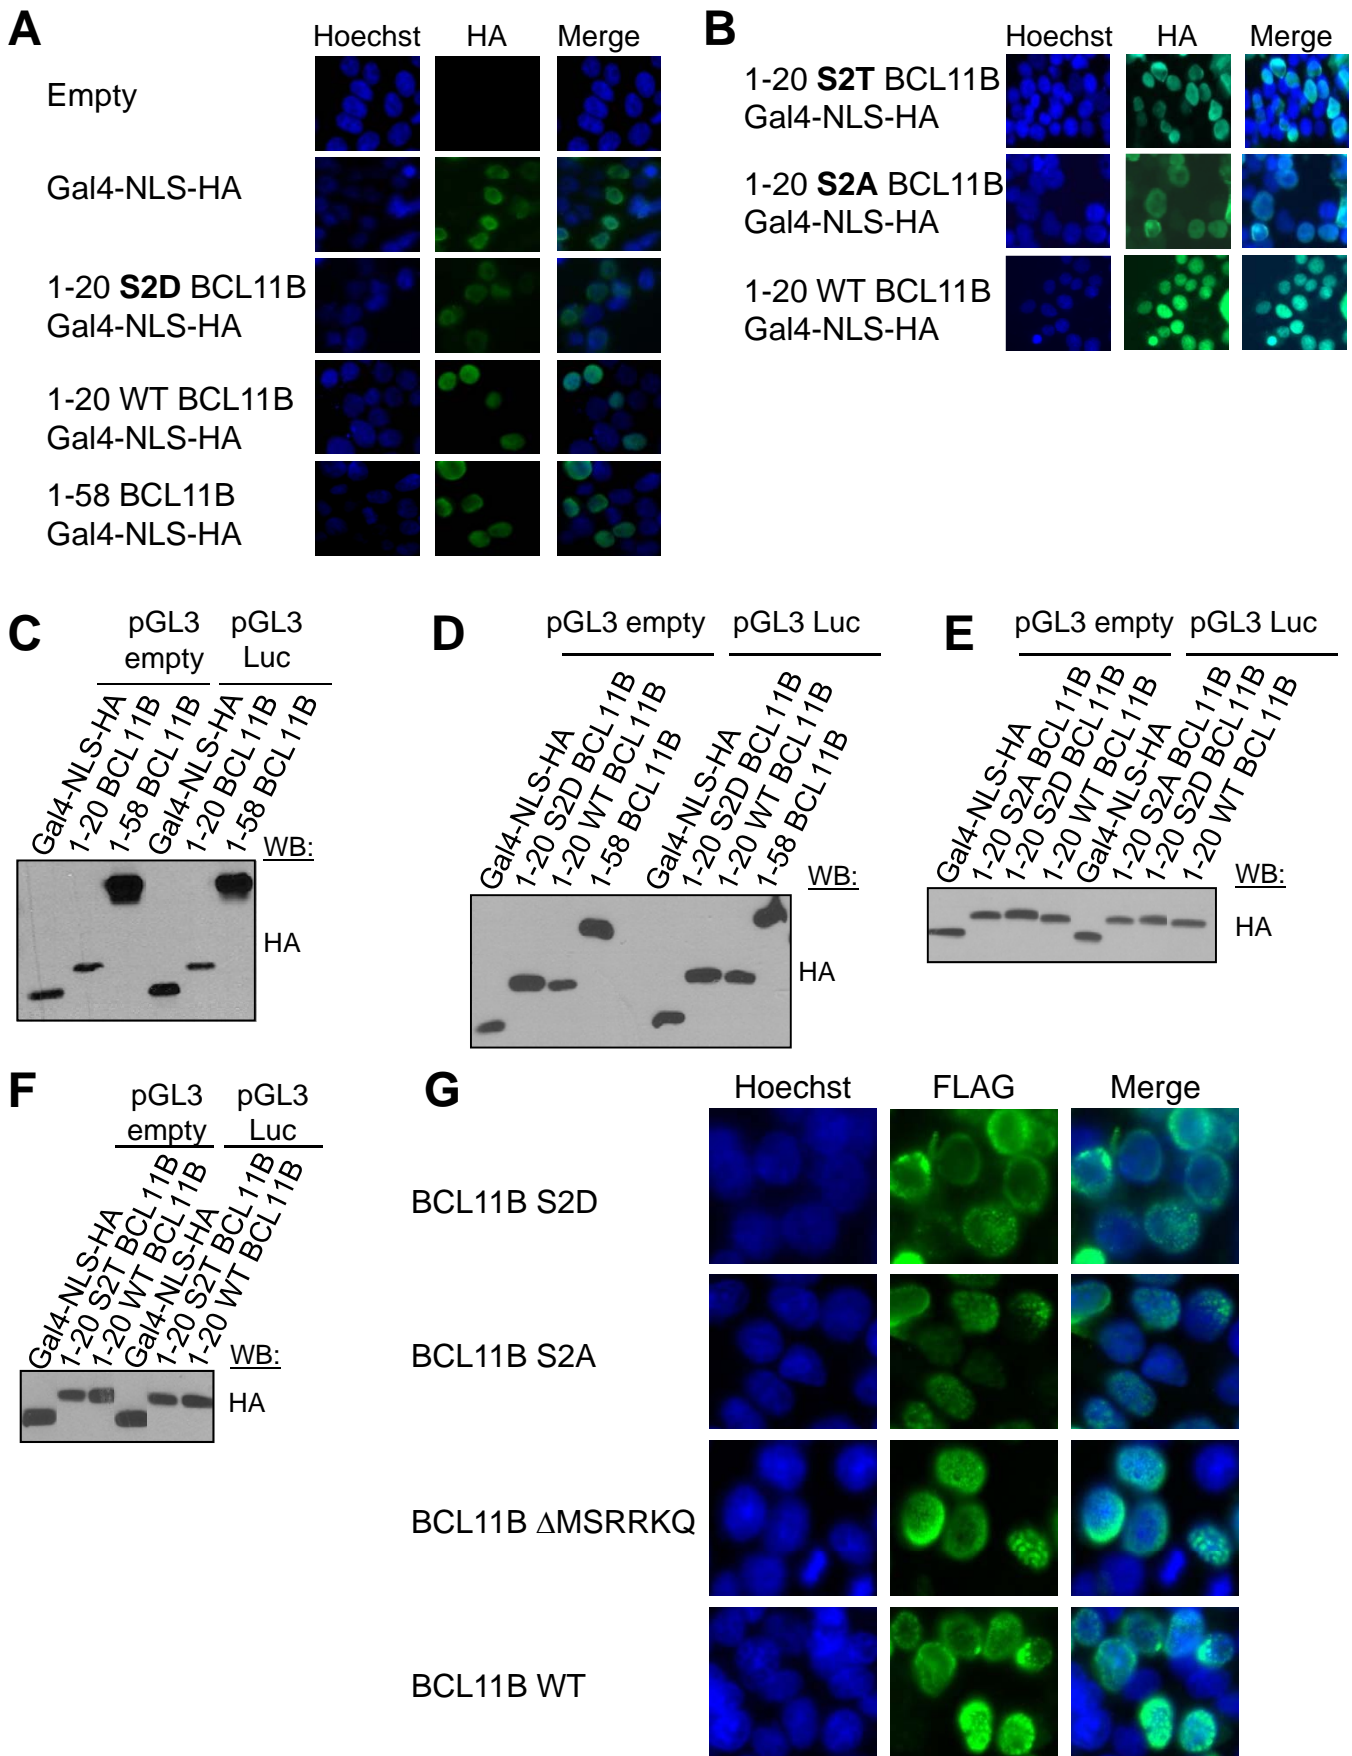 A
Hoechst HA Merge
Empty
Gal4-NLS-HA
1-20 S2D BCL11B
Gal4-NLS-HA
1-20 WT BCL11B
Gal4-NLS-HA
1-58 BCL11B
Gal4-NLS-HA
B
Hoechst HA Merge
1-20 S2T BCL11B
Gal4-NLS-HA
1-20 S2A BCL11B
Gal4-NLS-HA
1-20 WT BCL11B
Gal4-NLS-HA
C
pGL3
empty
pGL3
Luc
Gal4-NLS-HA
1-20 BCL11B
1-58 BCL11B
Gal4-NLS-HA
1-20 BCL11B
1-58 BCL11B
WB:
HA
D
pGL3 empty
pGL3 Luc
Gal4-NLS-HA
1-20 S2D BCL11B
1-20 WT BCL11B
1-58 BCL11B
Gal4-NLS-HA
1-20 S2D BCL11B
1-20 WT BCL11B
1-58 BCL11B
WB:
HA
E
pGL3 empty
pGL3 Luc
Gal4-NLS-HA
1-20 S2A BCL11B
1-20 S2D BCL11B
1-20 WT BCL11B
Gal4-NLS-HA
1-20 S2A BCL11B
1-20 S2D BCL11B
1-20 WT BCL11B
WB:
HA
F
pGL3
empty
pGL3
Luc
Gal4-NLS-HA
1-20 S2T BCL11B
1-20 WT BCL11B
Gal4-NLS-HA
1-20 S2T BCL11B
1-20 WT BCL11B
WB:
HA
G
Hoechst FLAG Merge
BCL11B S2D
BCL11B S2A
BCL11B ΔMSRRKQ
BCL11B WT